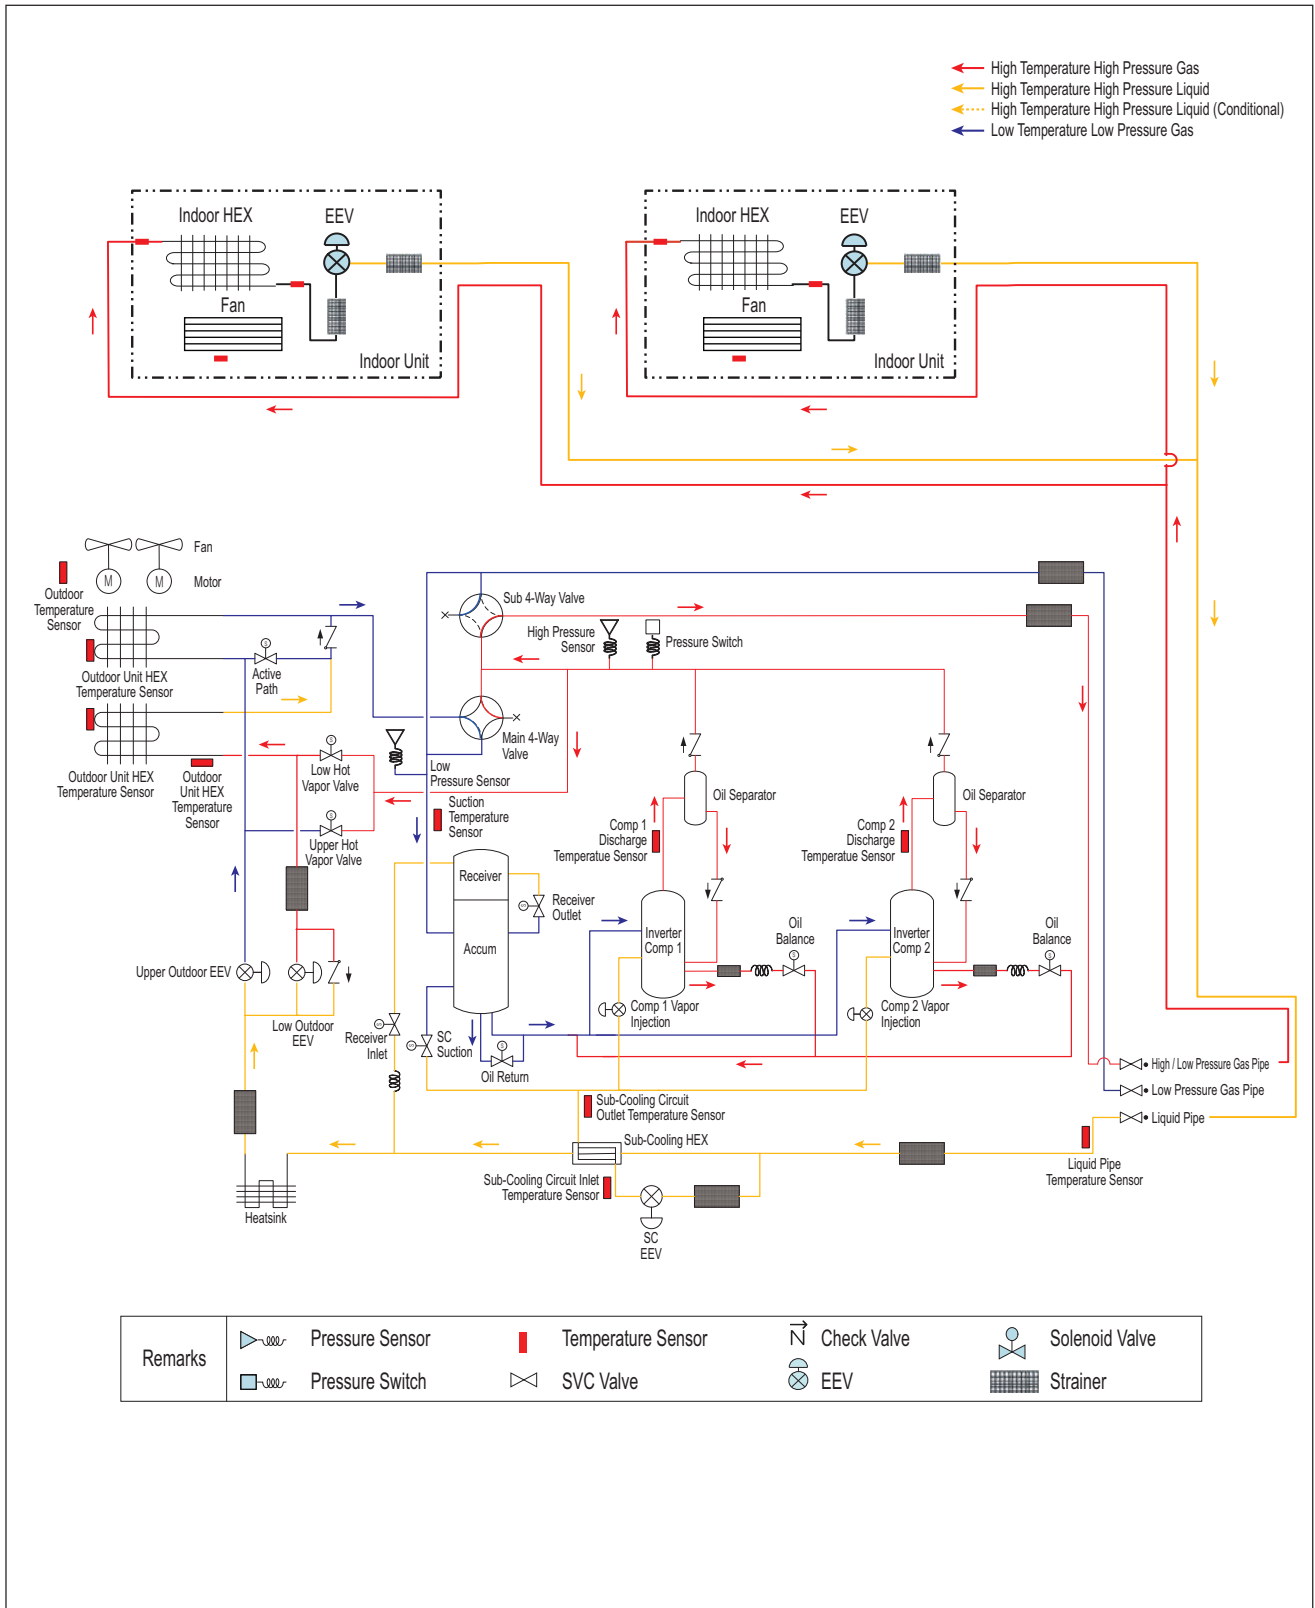 High Temperature High Pressure Gas
High Temperature High Pressure Liquid
High Temperature High Pressure Liquid (Conditional)
Low Temperature Low Pressure Gas
Indoor HEX
EEV
Fan
Indoor Unit
Indoor HEX
EEV
Fan
Indoor Unit
Fan
M
M
Motor
Outdoor
Temperature
Sensor
Sub 4-Way Valve
High Pressure
Sensor
Pressure Switch
S
Active
Path
Outdoor Unit HEX
Temperature Sensor
Main 4-Way
Valve
Outdoor Unit HEX
Temperature Sensor
Outdoor
Unit HEX
Temperature
Sensor
S
Low Hot
Vapor Valve
Low
Pressure Sensor
Suction
Temperature
Sensor
S
Upper Hot
Vapor Valve
Oil Separator
Oil Separator
Comp 1
Discharge
Temperatue Sensor
Comp 2
Discharge
Temperatue Sensor
Receiver
S
Receiver
Outlet
Accum
Inverter
Comp 1
Oil
Balance
S
Inverter
Comp 2
Oil
Balance
S
Upper Outdoor EEV
Low Outdoor
EEV
S
Receiver
Inlet
S
SC
Suction
S
Oil Return
Comp 1 Vapor
Injection
Comp 2 Vapor
Injection
High / Low Pressure Gas Pipe
Low Pressure Gas Pipe
Liquid Pipe
Sub-Cooling Circuit
Outlet Temperature Sensor
Sub-Cooling HEX
Sub-Cooling Circuit Inlet
Temperature Sensor
Liquid Pipe
Temperature Sensor
Heatsink
SC
EEV
Remarks
Pressure Sensor
Temperature Sensor
Check Valve
Solenoid Valve
Pressure Switch
SVC Valve
EEV
Strainer